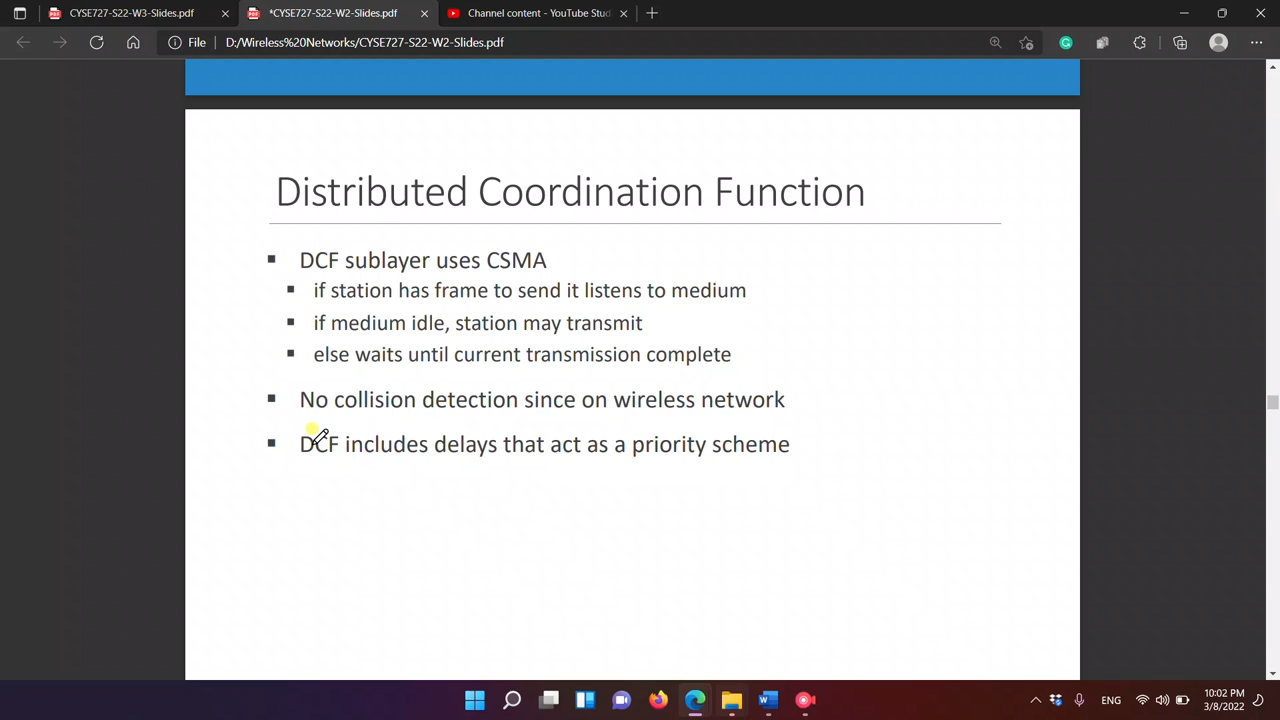 CYSE727-S22-W3-Slides.pdf
*CYSE727-S22-W2-Slides.pdf
Channel content - YouTube Stud
File
D:/Wireless%20Networks/CYSE727-S22-W2-Slides.pdf
Distributed Coordination Function
DCF sublayer uses CSMA
if station has frame to send it listens to medium
if medium idle, station may transmit
else waits until current transmission complete
No collision detection since on wireless network
DCF includes delays that act as a priority scheme
ENG
10:02 PM
3/8/2022